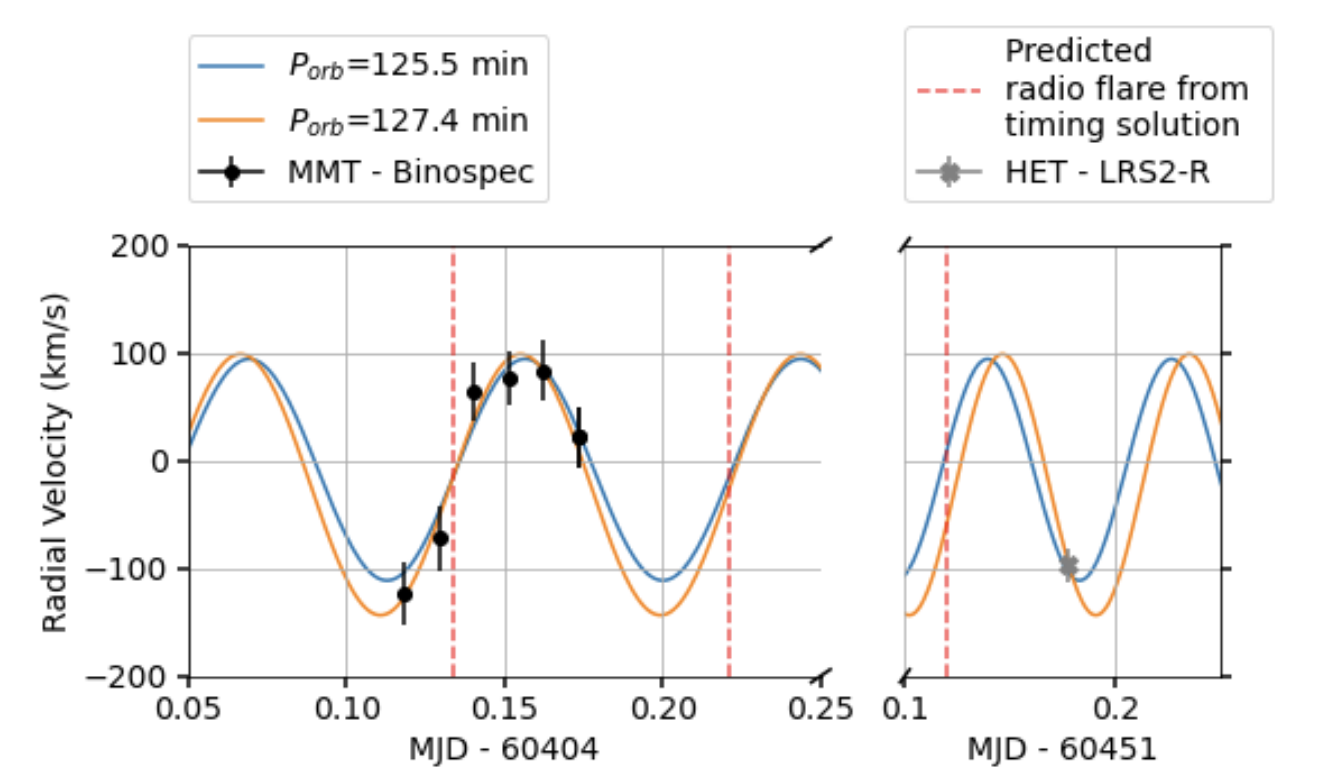 P_orb=125.5 min
P_orb=127.4 min
MMT - Binospec
Predicted
radio flare from
timing solution
HET - LRS2-R
Radial Velocity (km/s)
200
100
0
−100
−200
0.05 0.10 0.15 0.20 0.25
MJD - 60404
0.1 0.2
MJD - 60451